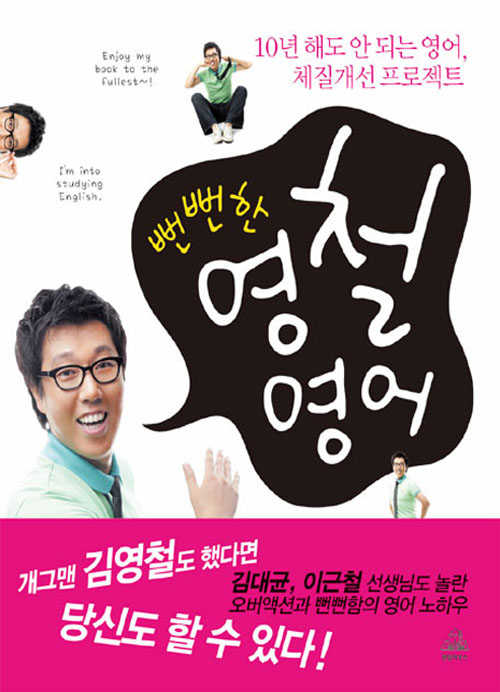 Enjoy my
book to the
fullest~!
10년 해도 안 되는 영어,
체질개선 프로젝트
I'm into
studying
English.
뻔뻔한
영철
영어
개그맨 김영철도 했다면
당신도 할 수 있다!
김대균, 이근철 선생님도 놀란
오버액션과 뻔뻔함의 영어 노하우